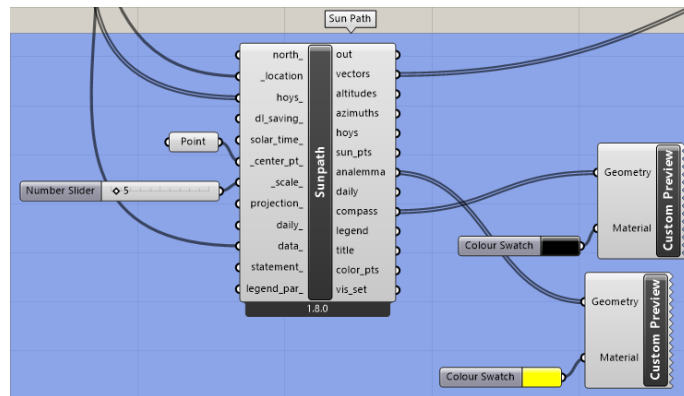 Sun Path
north_
_location
hoys_
dl_saving_
solar_time_
_center_pt_
_scale_
projection_
daily_
data_
statement_
legend_par_
Sunpath
out
vectors
altitudes
azimuths
hoys
sun_pts
analemma
daily
compass
legend
title
color_pts
vis_set
1.8.0
Point
Number Slider
5
Geometry
Material
Custom Preview
Colour Swatch
Geometry
Material
Custom Preview
Colour Swatch